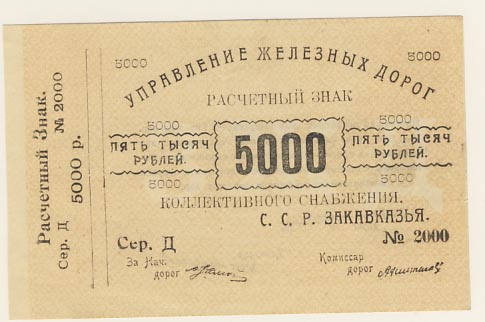 Расчетный Знак.
Сер. Д № 2000
5000 р.
5000 5000
УПРАВЛЕНИЕ ЖЕЛЕЗНЫХ ДОРОГ
РАСЧЕТНЫЙ ЗНАК
5000 5000
ПЯТЬ ТЫСЯЧ РУБЛЕЙ.
5000
ПЯТЬ ТЫСЯЧ РУБЛЕЙ.
5000 5000
КОЛЛЕКТИВНОГО СНАБЖЕНИЯ.
С. С. Р. ЗАКАВКАЗЬЯ.
Сер. Д № 2000
За Нач. дорог
Комиссар дорог